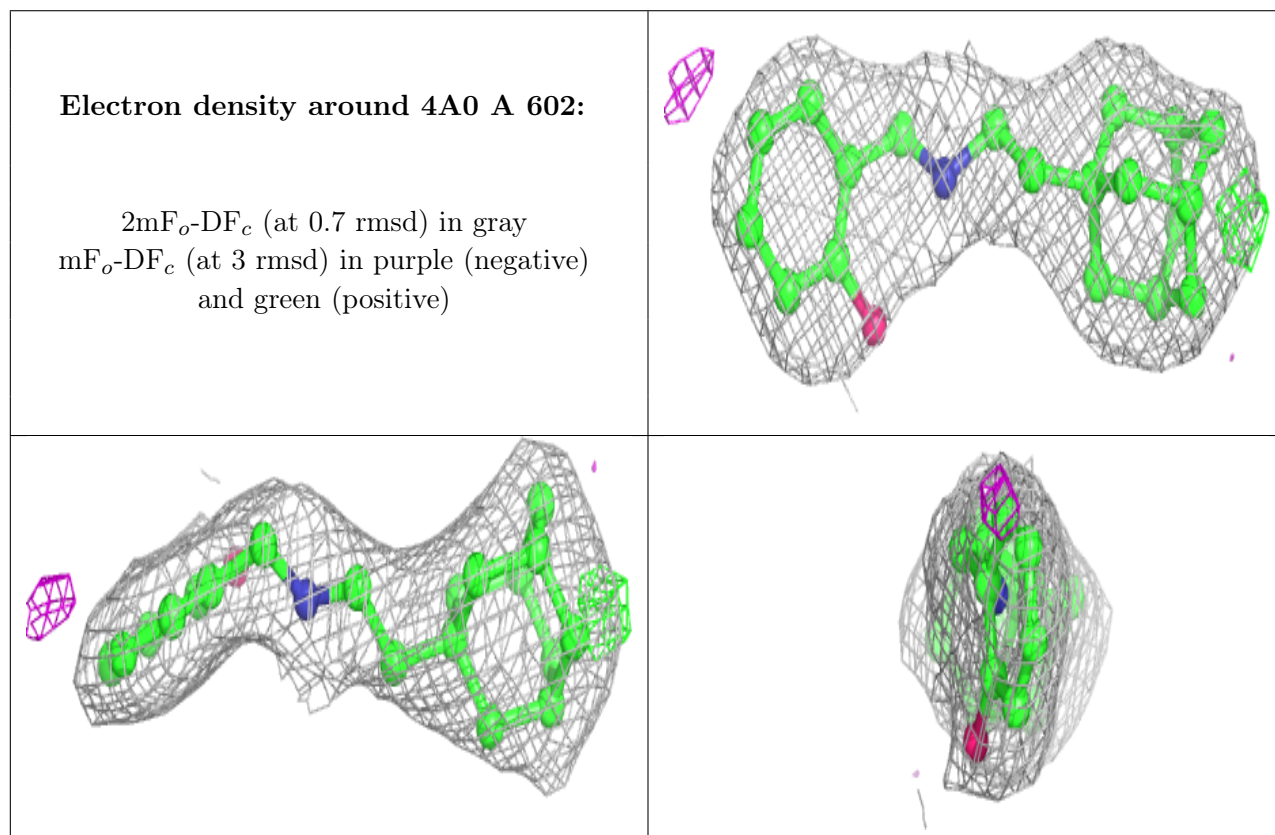 Electron density around 4A0 A 602:
2mFₒ-DF𝒸 (at 0.7 rmsd) in gray
mFₒ-DF𝒸 (at 3 rmsd) in purple (negative)
and green (positive)